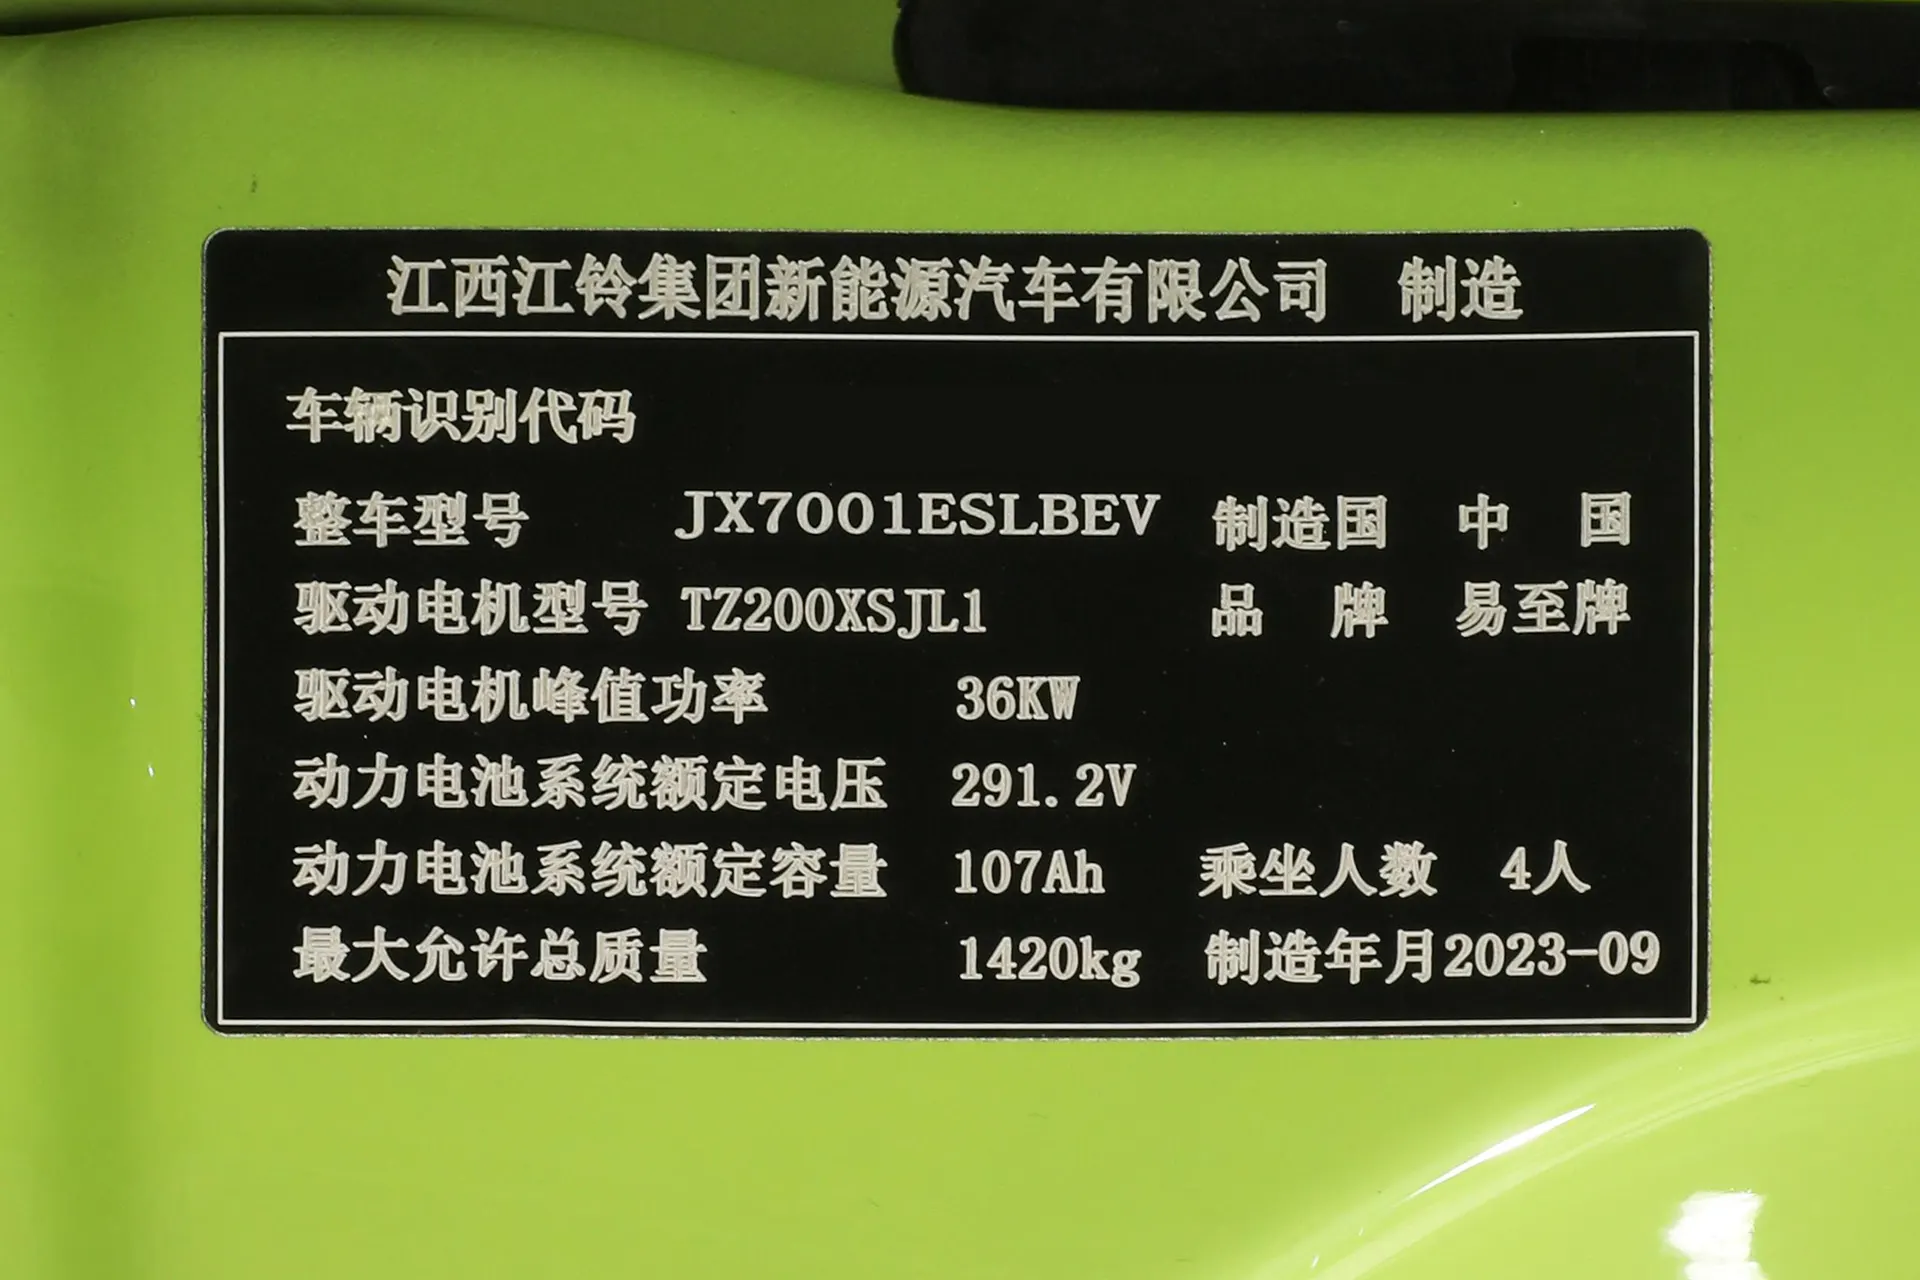 江西江铃集团新能源汽车有限公司 制造
车辆识别代码
整车型号 JX7001ESLBEV 制造国 中 国
驱动电机型号 TZ200XSJL1 品 牌 易至牌
驱动电机峰值功率 36KW
动力电池系统额定电压 291.2V
动力电池系统额定容量 107Ah 乘坐人数 4人
最大允许总质量 1420kg 制造年月2023-09